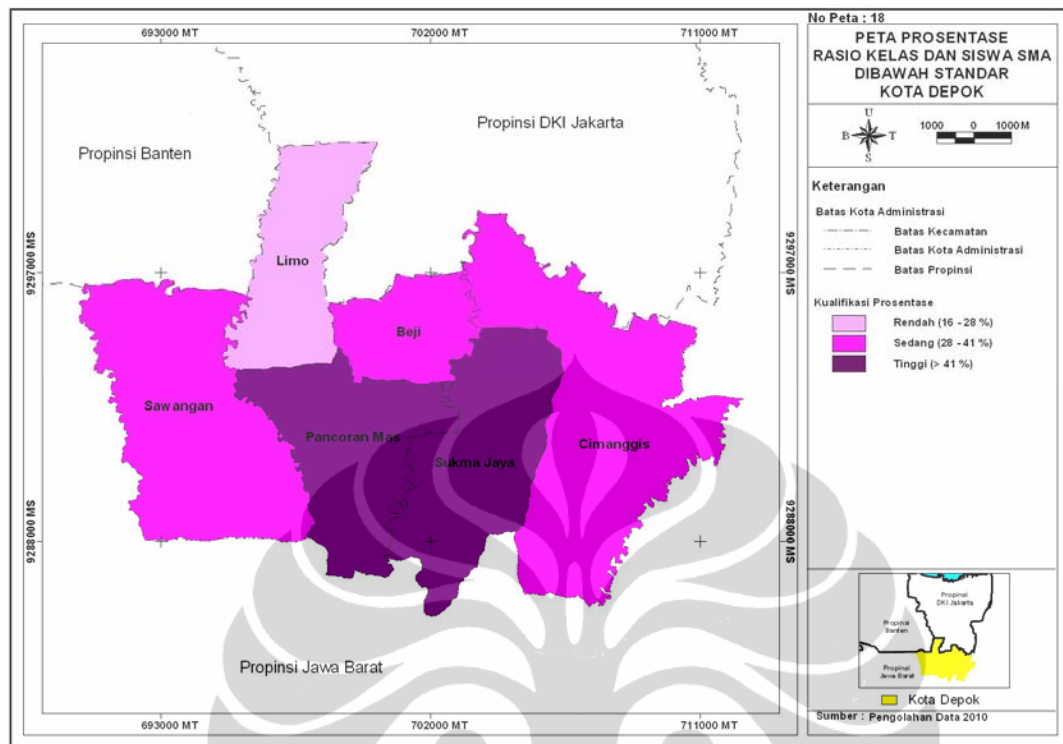 No Peta : 18
PETA PROSENTASE
RASIO KELAS DAN SISWA SMA
DIBAWAH STANDAR
KOTA DEPOK
U
B T
S
1000 0 1000 M
Keterangan
Batas Kota Administrasi
Batas Kecamatan
Batas Kota Administrasi
Batas Propinsi
Kualifikasi Prosentase
Rendah (16 - 28 %)
Sedang (28 - 41 %)
Tinggi (> 41 %)
Propinsi
DKI Jakarta
Propinsi
Banten
Propinsi
Jawa Barat
Kota Depok
Sumber : Pengolahan Data 2010
693000 MT
702000 MT
711000 MT
9297000 MS
9297000 MS
Propinsi Banten
Propinsi DKI Jakarta
Limo
Beji
Sawangan
Pancoran Mas
Sukma Jaya
Cimanggis
9288000 MS
9288000 MS
Propinsi Jawa Barat
693000 MT
702000 MT
711000 MT